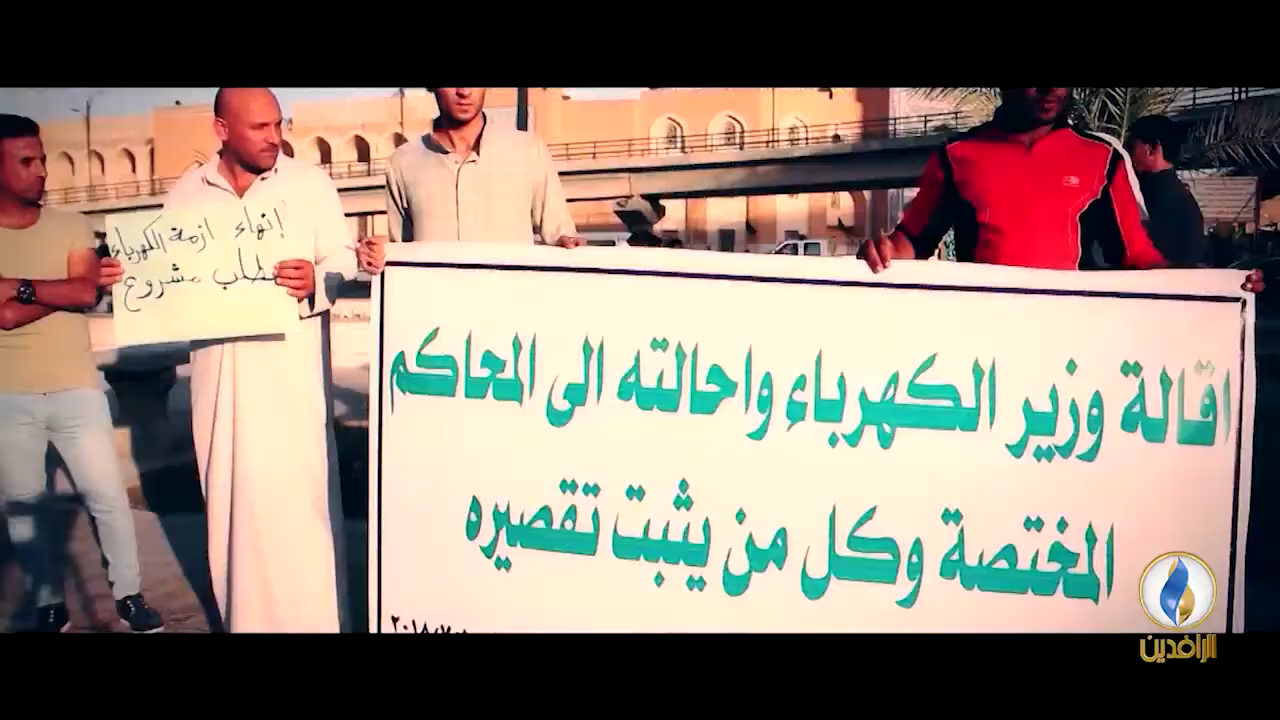 إنهاء ازمة الكهرباء
مطلب مشروع
اقالة وزير الكهرباء واحالته الى المحاكم
المختصة وكل من يثبت تقصيره
الرافدين